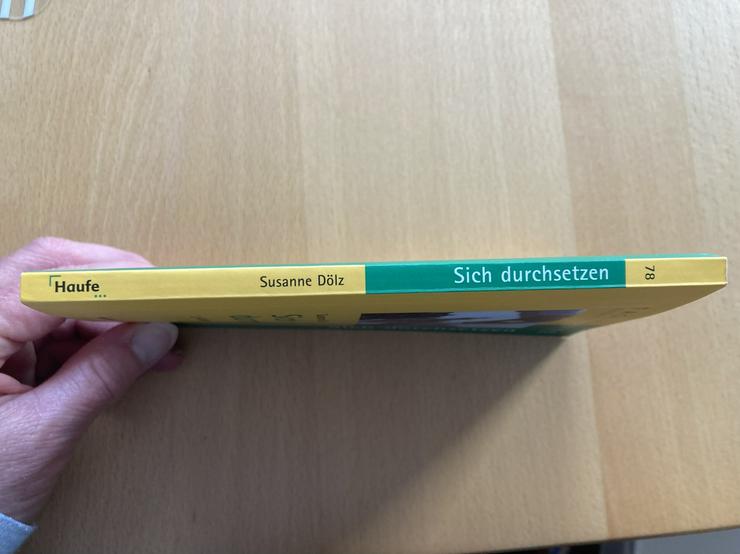 Haufe
Susanne Dölz
Sich durchsetzen
78